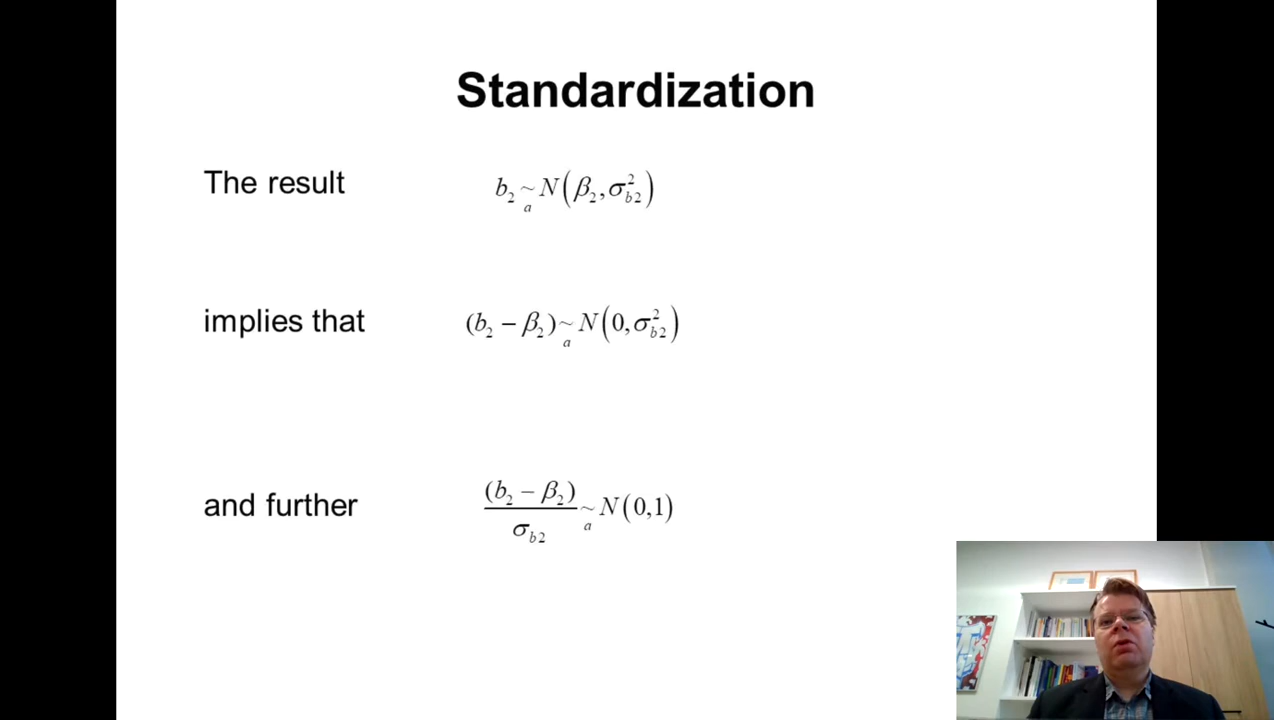 Standardization
The result b₂ ~ₐ N(β₂, σ²_b2)
implies that (b₂ − β₂) ~ₐ N(0, σ²_b2)
and further (b₂ − β₂) / σ_b2 ~ₐ N(0,1)